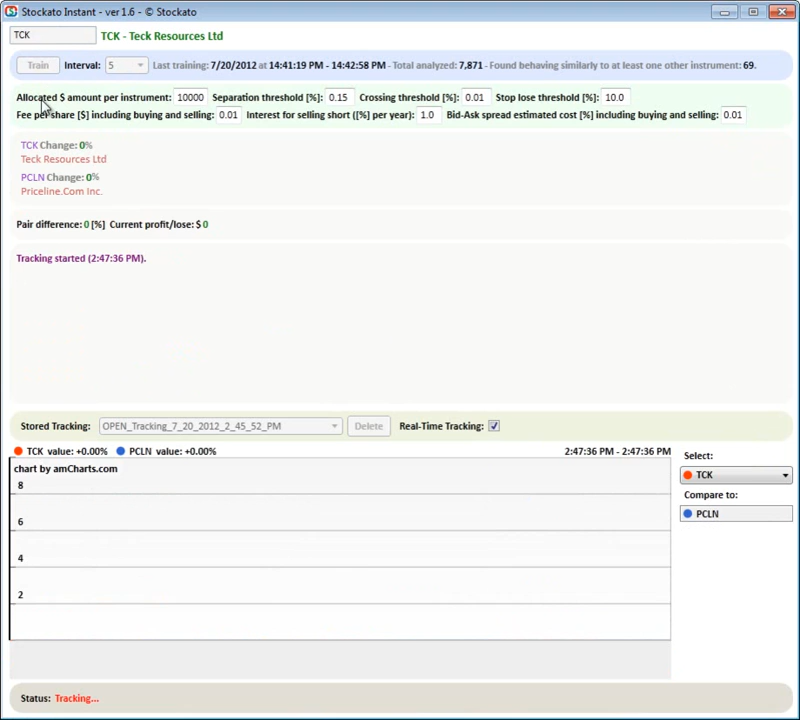 Stockato Instant - ver 1.6 - © Stockato
TCK TCK - Teck Resources Ltd
Train Interval: 5 Last training: 7/20/2012 at 14:41:19 PM - 14:42:58 PM - Total analyzed: 7,871 - Found behaving similarly to at least one other instrument: 69.
Allocated $ amount per instrument: 10000 Separation threshold [%]: 0.15 Crossing threshold [%]: 0.01 Stop lose threshold [%]: 10.0
Fee per share [$] including buying and selling: 0.01 Interest for selling short ([%] per year): 1.0 Bid-Ask spread estimated cost [%] including buying and selling: 0.01
TCK Change: 0%
Teck Resources Ltd
PCLN Change: 0%
Priceline.Com Inc.
Pair difference: 0 [%] Current profit/lose: $ 0
Tracking started (2:47:36 PM).
Stored Tracking: OPEN_Tracking_7_20_2012_2_45_52_PM Delete Real-Time Tracking:
TCK value: +0.00% PCLN value: +0.00% 2:47:36 PM - 2:47:36 PM
chart by amCharts.com
8
6
4
2
Select:
TCK
Compare to:
PCLN
Status: Tracking...